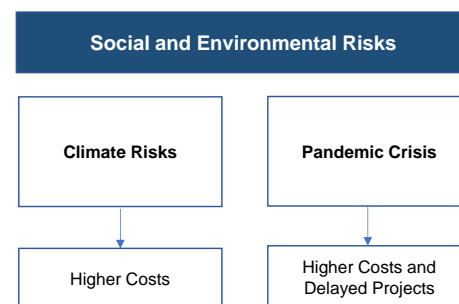 Social and Environmental Risks
Climate Risks
Pandemic Crisis
Higher Costs
Higher Costs and
Delayed Projects